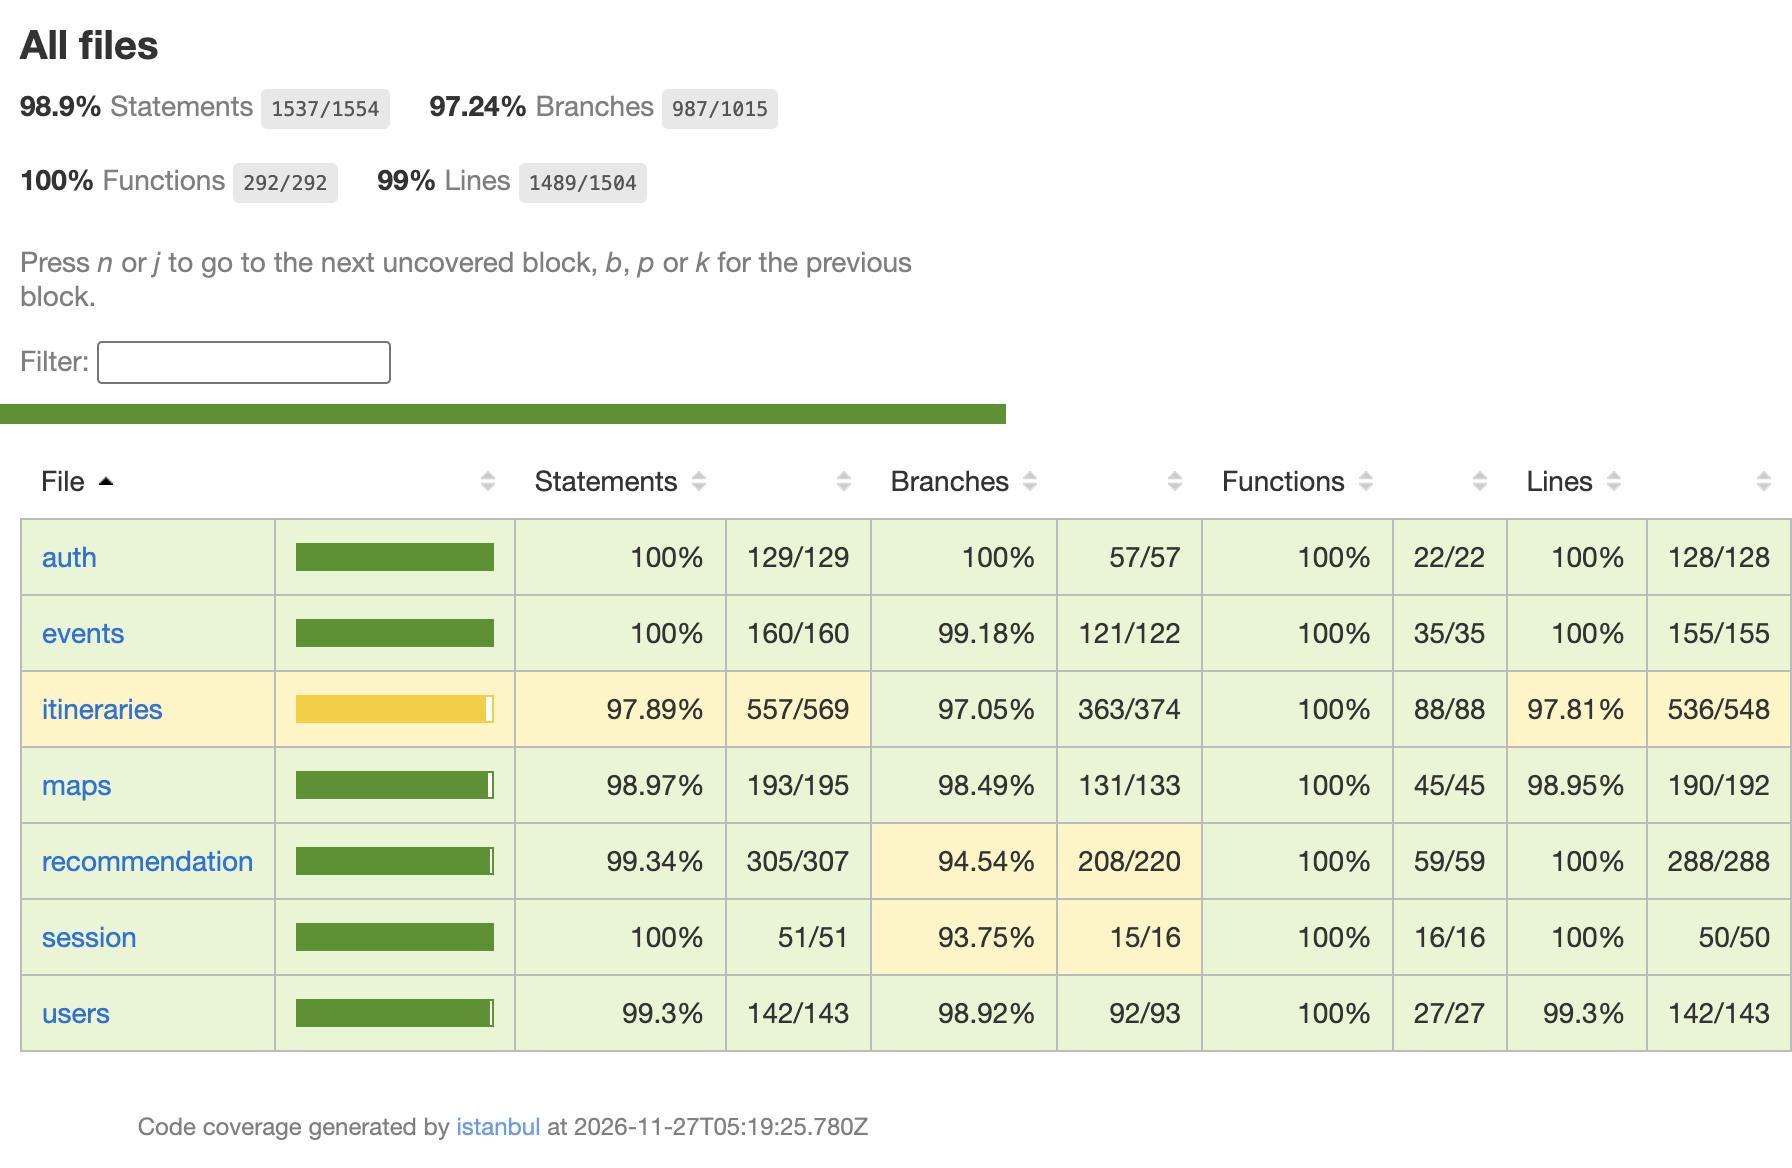 All files
98.9% Statements 1537/1554 97.24% Branches 987/1015
100% Functions 292/292 99% Lines 1489/1504
Press n or j to go to the next uncovered block, b, p or k for the previous
block.
Filter:
File Statements Branches Functions Lines
auth 100% 129/129 100% 57/57 100% 22/22 100% 128/128
events 100% 160/160 99.18% 121/122 100% 35/35 100% 155/155
itineraries 97.89% 557/569 97.05% 363/374 100% 88/88 97.81% 536/548
maps 98.97% 193/195 98.49% 131/133 100% 45/45 98.95% 190/192
recommendation 99.34% 305/307 94.54% 208/220 100% 59/59 100% 288/288
session 100% 51/51 93.75% 15/16 100% 16/16 100% 50/50
users 99.3% 142/143 98.92% 92/93 100% 27/27 99.3% 142/143
Code coverage generated by istanbul at 2026-11-27T05:19:25.780Z